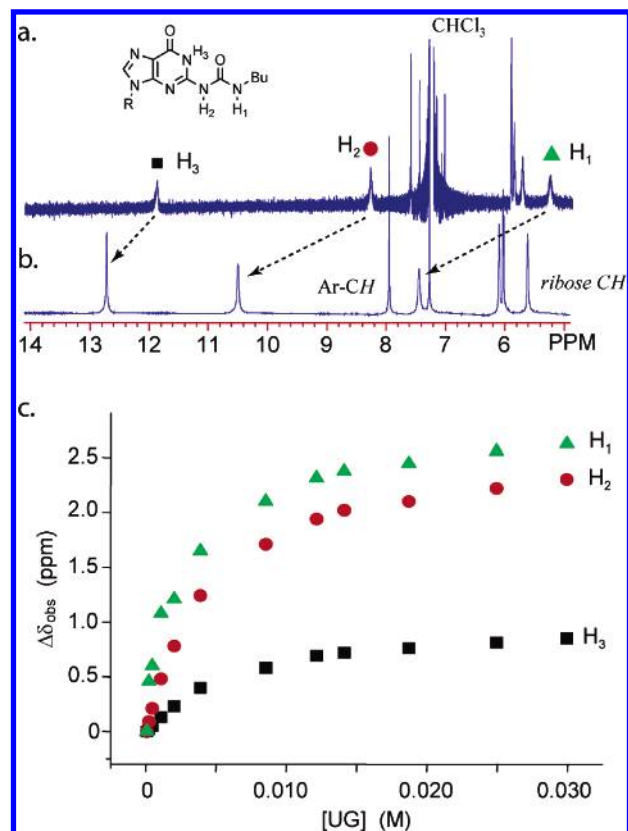 a.
CHCl₃
O
N
N-H₃
N
N
N
R
O
N
H₂
N
H₁
Bu
H₃
H₂
H₁
b.
Ar-CH
ribose CH
14 13 12 11 10 9 8 7 6 PPM
c.
Δδobs (ppm)
2.5
2.0
1.5
1.0
0.5
0
H₁
H₂
H₃
0 0.010 0.020 0.030
[UG] (M)